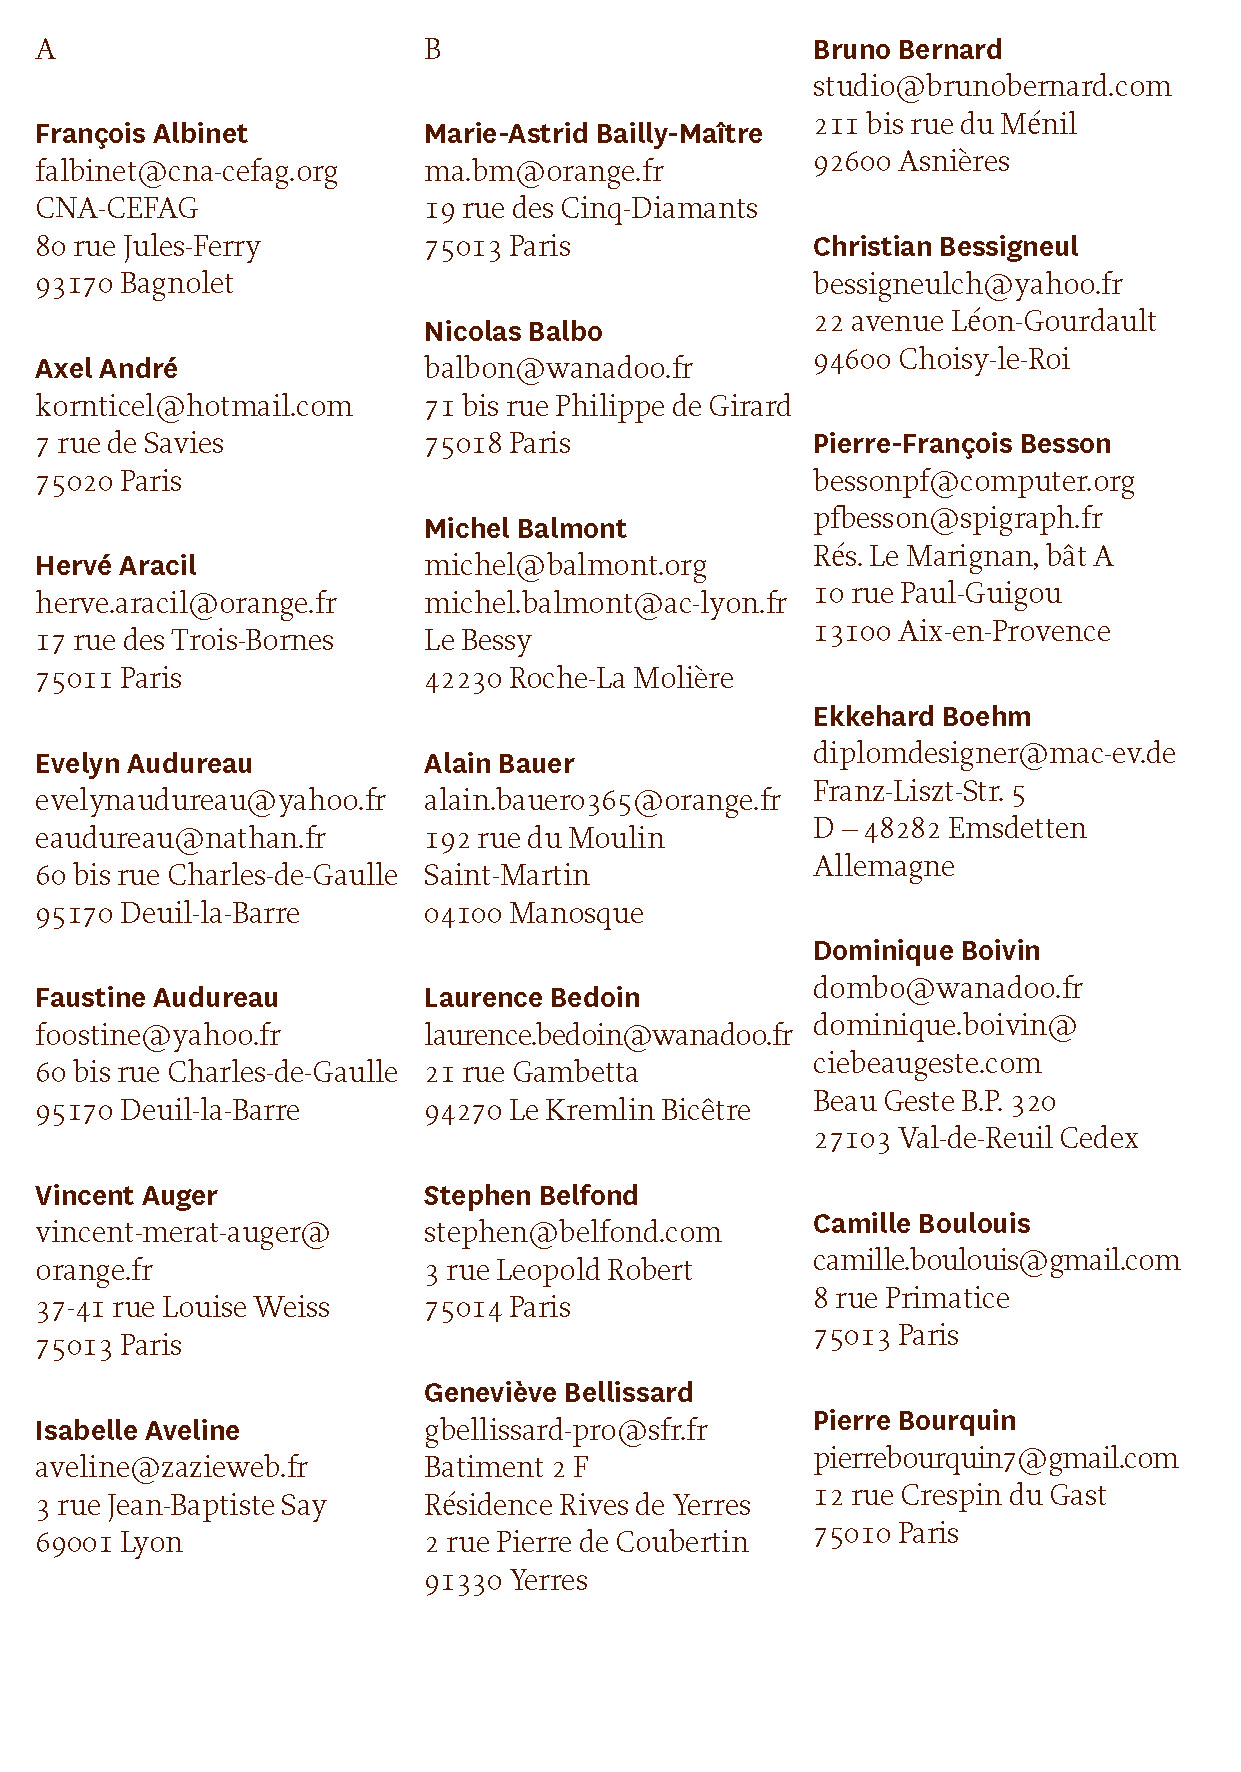 A
François Albinet
falbinet@cna-cefag.org
CNA-CEFAG
80 rue Jules-Ferry
93170 Bagnolet
Axel André
kornticel@hotmail.com
7 rue de Savies
75020 Paris
Hervé Aracil
herve.aracil@orange.fr
17 rue des Trois-Bornes
75011 Paris
Evelyn Audureau
evelynaudureau@yahoo.fr
eaudureau@nathan.fr
60 bis rue Charles-de-Gaulle
95170 Deuil-la-Barre
Faustine Audureau
foostine@yahoo.fr
60 bis rue Charles-de-Gaulle
95170 Deuil-la-Barre
Vincent Auger
vincent-merat-auger@
orange.fr
37-41 rue Louise Weiss
75013 Paris
Isabelle Aveline
aveline@zazieweb.fr
3 rue Jean-Baptiste Say
69001 Lyon
B
Marie-Astrid Bailly-Maître
ma.bm@orange.fr
19 rue des Cinq-Diamants
75013 Paris
Nicolas Balbo
balbon@wanadoo.fr
71 bis rue Philippe de Girard
75018 Paris
Michel Balmont
michel@balmont.org
michel.balmont@ac-lyon.fr
Le Bessy
42230 Roche-La Molière
Alain Bauer
alain.bauer0365@orange.fr
192 rue du Moulin
Saint-Martin
04100 Manosque
Laurence Bedoin
laurence.bedoin@wanadoo.fr
21 rue Gambetta
94270 Le Kremlin Bicêtre
Stephen Belfond
stephen@belfond.com
3 rue Leopold Robert
75014 Paris
Geneviève Bellissard
gbellissard-pro@sfr.fr
Batiment 2 F
Résidence Rives de Yerres
2 rue Pierre de Coubertin
91330 Yerres
Bruno Bernard
studio@brunobernard.com
211 bis rue du Ménil
92600 Asnières
Christian Bessigneul
bessigneulch@yahoo.fr
22 avenue Léon-Gourdault
94600 Choisy-le-Roi
Pierre-François Besson
bessonpf@computer.org
pfbesson@spigraph.fr
Rés. Le Marignan, bât A
10 rue Paul-Guigou
13100 Aix-en-Provence
Ekkehard Boehm
diplomdesigner@mac-ev.de
Franz-Liszt-Str. 5
D – 48282 Emsdetten
Allemagne
Dominique Boivin
dombo@wanadoo.fr
dominique.boivin@
ciebeaugeste.com
Beau Geste B.P. 320
27103 Val-de-Reuil Cedex
Camille Boulouis
camille.boulouis@gmail.com
8 rue Primatice
75013 Paris
Pierre Bourquin
pierrebourquin7@gmail.com
12 rue Crespin du Gast
75010 Paris